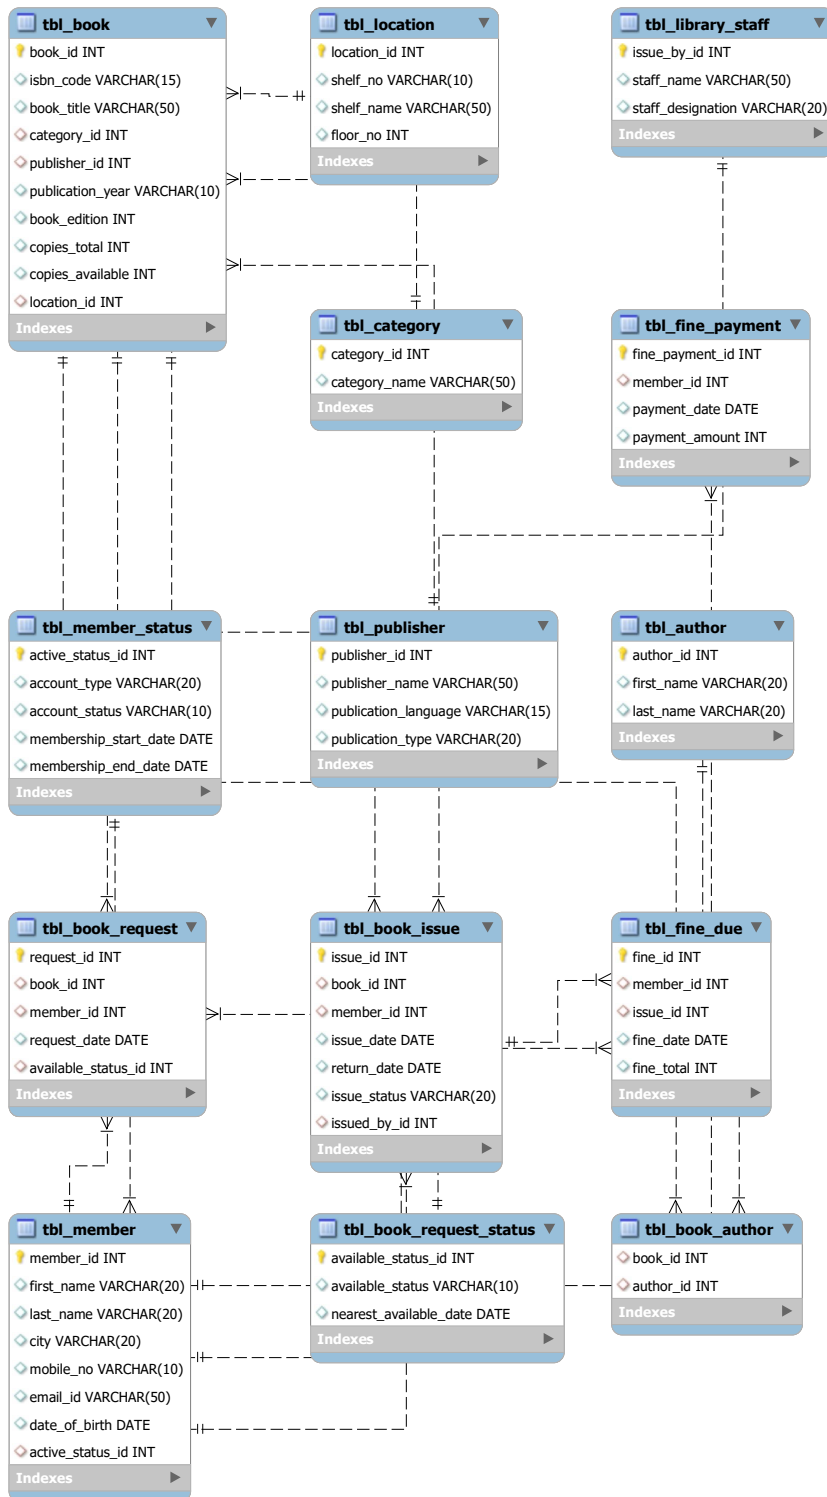 tbl_book
book_id INT
isbn_code VARCHAR(15)
book_title VARCHAR(50)
category_id INT
publisher_id INT
publication_year VARCHAR(10)
book_edition INT
copies_total INT
copies_available INT
location_id INT
Indexes
tbl_location
location_id INT
shelf_no VARCHAR(10)
shelf_name VARCHAR(50)
floor_no INT
Indexes
tbl_library_staff
issue_by_id INT
staff_name VARCHAR(50)
staff_designation VARCHAR(20)
Indexes
tbl_category
category_id INT
category_name VARCHAR(50)
Indexes
tbl_fine_payment
fine_payment_id INT
member_id INT
payment_date DATE
payment_amount INT
Indexes
tbl_member_status
active_status_id INT
account_type VARCHAR(20)
account_status VARCHAR(10)
membership_start_date DATE
membership_end_date DATE
Indexes
tbl_publisher
publisher_id INT
publisher_name VARCHAR(50)
publication_language VARCHAR(15)
publication_type VARCHAR(20)
Indexes
tbl_author
author_id INT
first_name VARCHAR(20)
last_name VARCHAR(20)
Indexes
tbl_book_request
request_id INT
book_id INT
member_id INT
request_date DATE
available_status_id INT
Indexes
tbl_book_issue
issue_id INT
book_id INT
member_id INT
issue_date DATE
return_date DATE
issue_status VARCHAR(20)
issued_by_id INT
Indexes
tbl_fine_due
fine_id INT
member_id INT
issue_id INT
fine_date DATE
fine_total INT
Indexes
tbl_member
member_id INT
first_name VARCHAR(20)
last_name VARCHAR(20)
city VARCHAR(20)
mobile_no VARCHAR(10)
email_id VARCHAR(50)
date_of_birth DATE
active_status_id INT
Indexes
tbl_book_request_status
available_status_id INT
available_status VARCHAR(10)
nearest_available_date DATE
Indexes
tbl_book_author
book_id INT
author_id INT
Indexes